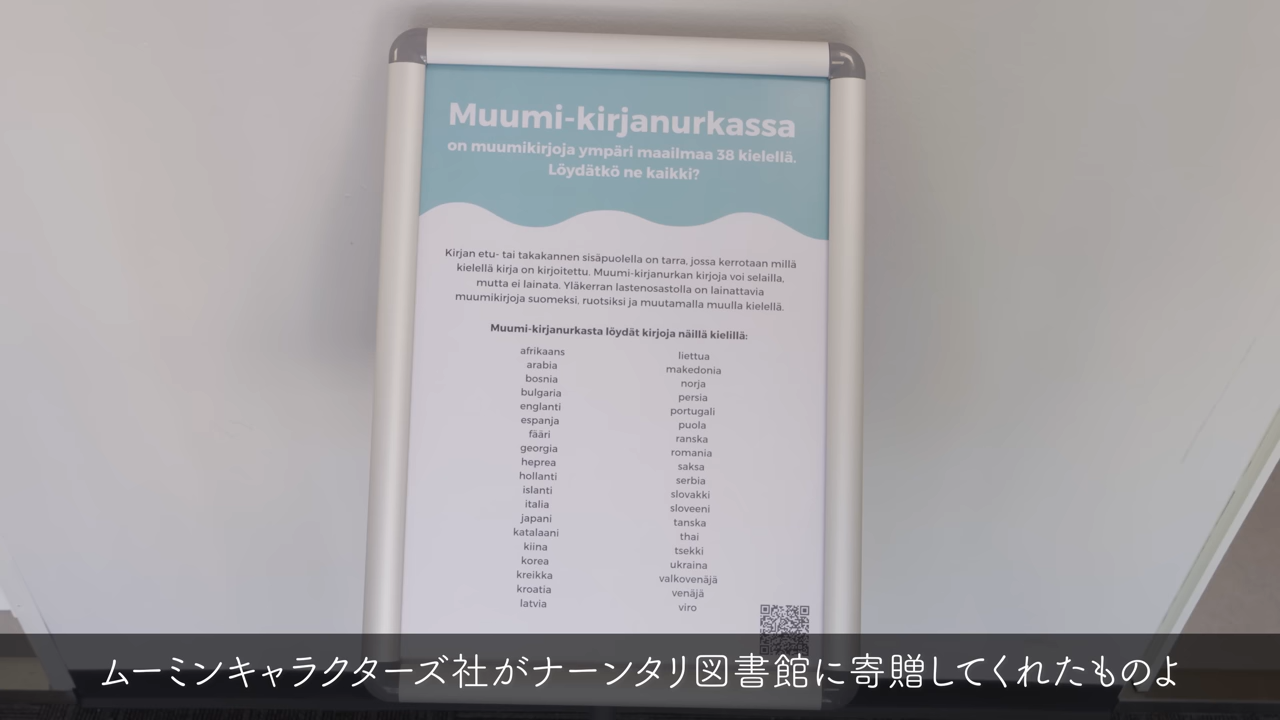 Muumi-kirjanurkassa
on muumikirjoja ympäri maailmaa 38 kielellä.
Löydätkö ne kaikki?
Kirjan etu- tai takakannen sisäpuolella on tarra, jossa kerrotaan millä
kielellä kirja on kirjoitettu. Muumi-kirjanurkan kirjoja voi selailla,
mutta ei lainata. Yläkerran lastenosastolla on lainattavia
muumikirjoja suomeksi, ruotsiksi ja muutamalla muulla kielellä.
Muumi-kirjanurkasta löydät kirjoja näillä kielillä:
afrikaans
arabia
bosnia
bulgaria
englanti
espanja
fääri
georgia
heprea
hollanti
islanti
italia
japani
katalaani
kiina
korea
kreikka
kroatia
latvia
liettua
makedonia
norja
persia
portugali
puola
ranska
romania
saksa
serbia
slovakki
sloveeni
tanska
thai
tsekki
ukraina
valkovenäjä
venäjä
viro
ムーミンキャラクターズ社がナーンタリ図書館に寄贈してくれたものよ